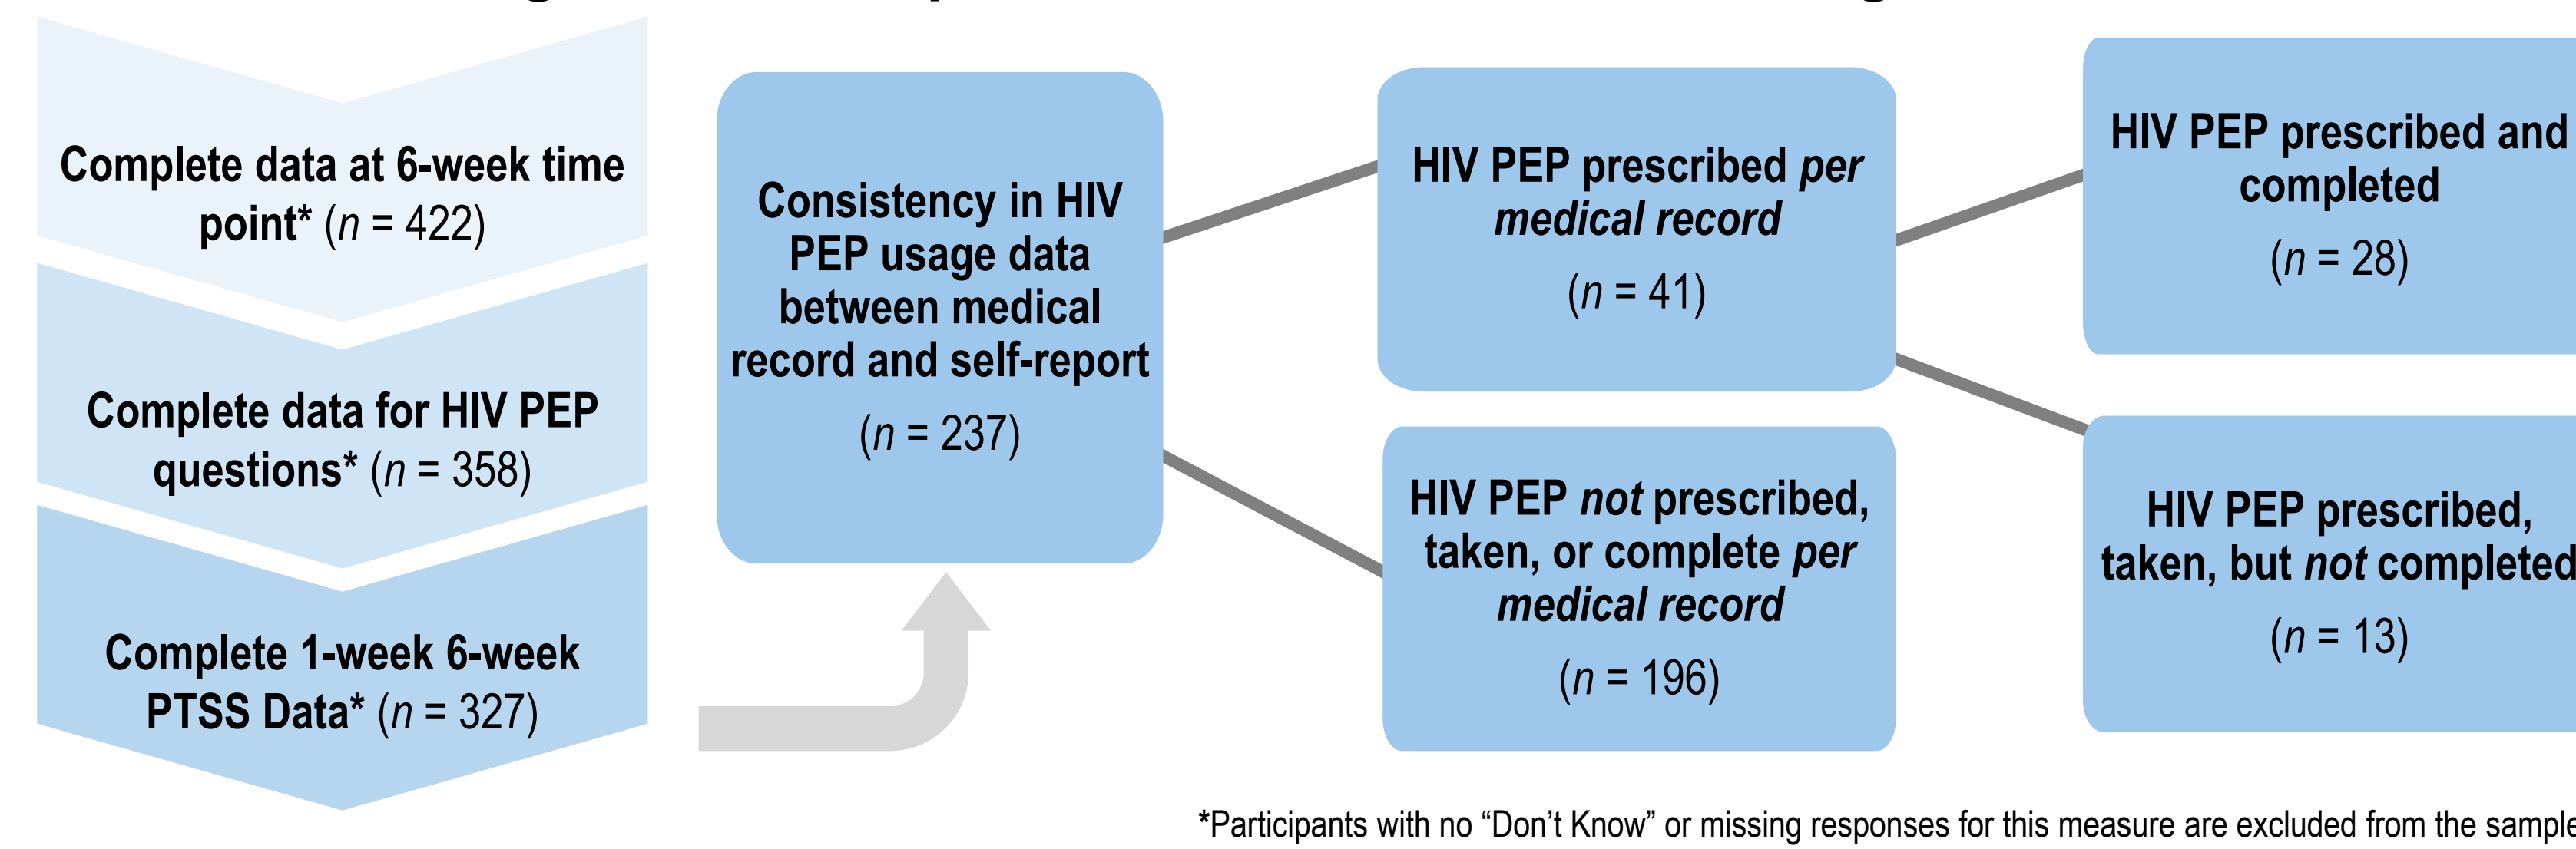 Complete data at 6-week time
point* (n = 422)
Complete data for HIV PEP
questions* (n = 358)
Complete 1-week 6-week
PTSS Data* (n = 327)
Consistency in HIV
PEP usage data
between medical
record and self-report
(n = 237)
HIV PEP prescribed per
medical record
(n = 41)
HIV PEP not prescribed,
taken, or complete per
medical record
(n = 196)
HIV PEP prescribed and
completed
(n = 28)
HIV PEP prescribed,
taken, but not completed
(n = 13)
*Participants with no “Don’t Know” or missing responses for this measure are excluded from the sample